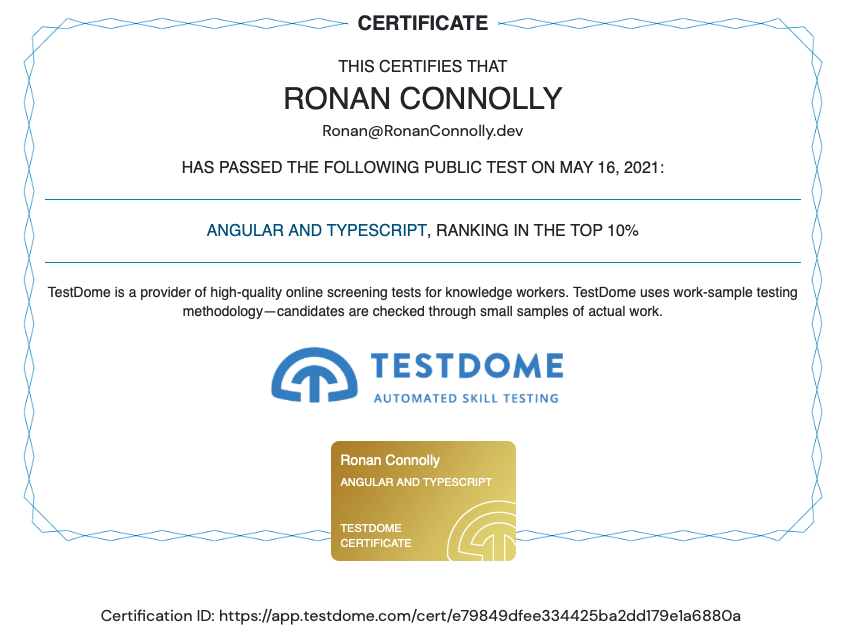 CERTIFICATE
THIS CERTIFIES THAT
RONAN CONNOLLY
Ronan@RonanConnolly.dev
HAS PASSED THE FOLLOWING PUBLIC TEST ON MAY 16, 2021:
ANGULAR AND TYPESCRIPT, RANKING IN THE TOP 10%
TestDome is a provider of high-quality online screening tests for knowledge workers. TestDome uses work-sample testing
methodology—candidates are checked through small samples of actual work.
TESTDOME
AUTOMATED SKILL TESTING
Ronan Connolly
ANGULAR AND TYPESCRIPT
TESTDOME
CERTIFICATE
Certification ID: https://app.testdome.com/cert/e79849dfee334425ba2dd179e1a6880a